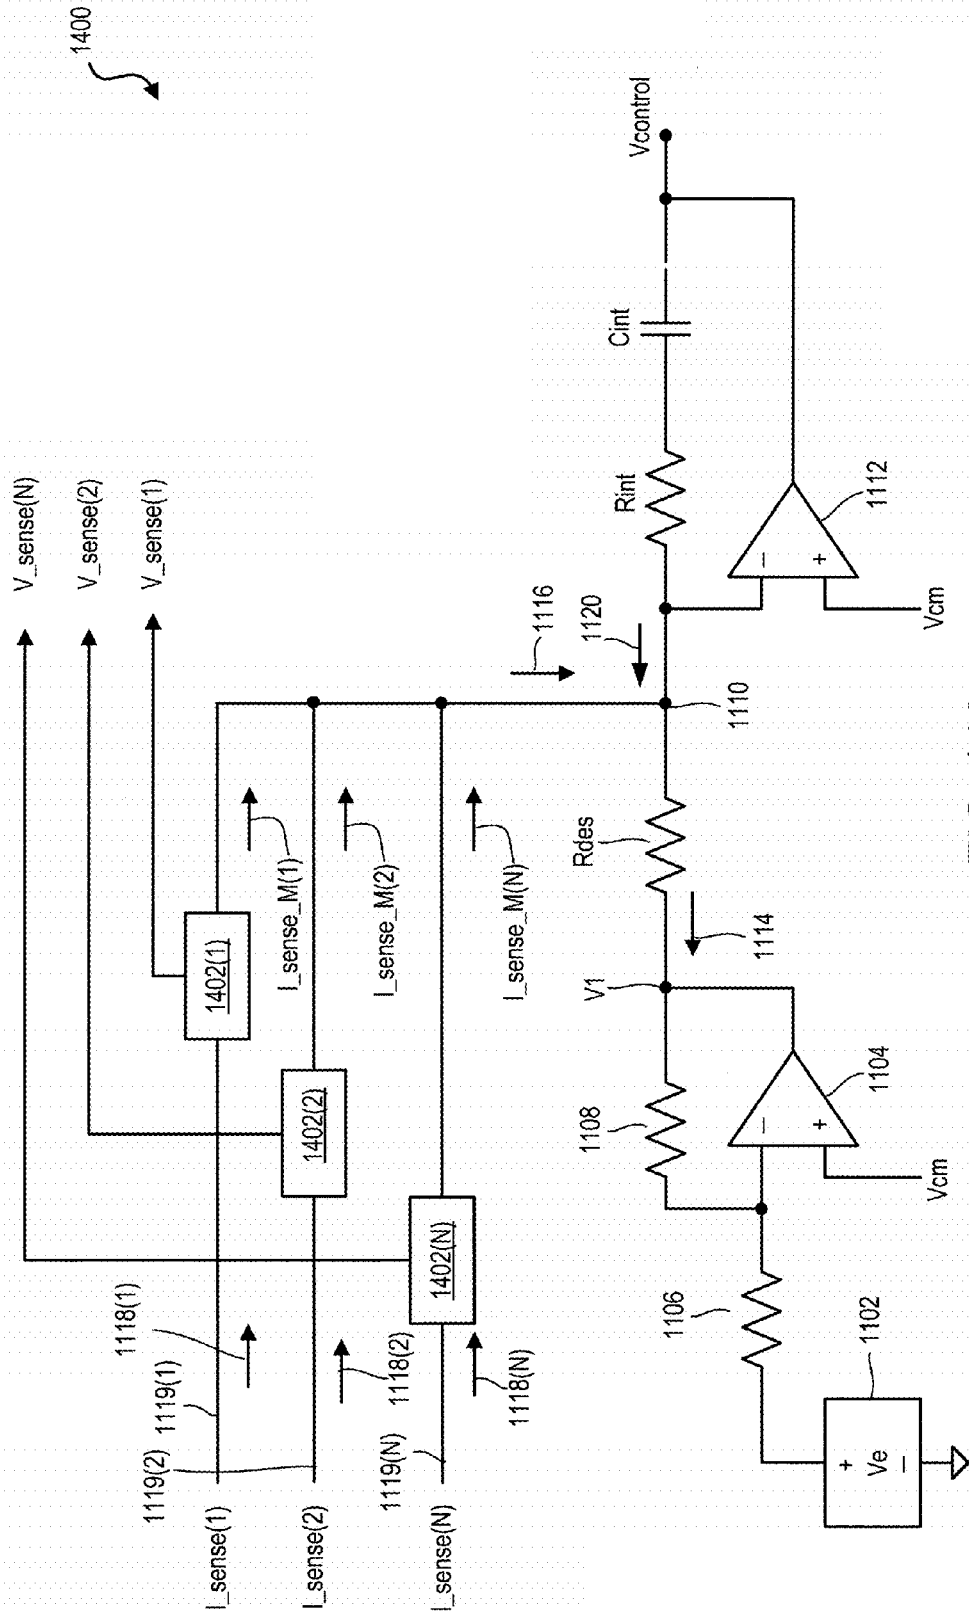 1400
V_sense(N)
V_sense(2)
V_sense(1)
1118(1)
1119(1)
1119(2)
I_sense(1)
I_sense(2)
I_sense(N)
1119(N)
1118(2)
1118(N)
1402(1)
1402(2)
1402(N)
I_sense_M(1)
I_sense_M(2)
I_sense_M(N)
1116
1120
1110
Vcontrol
Cint
Rint
1112
−
+
Vcm
Rdes
1114
V1
1108
1104
−
+
Vcm
1106
1102
+
Ve
−